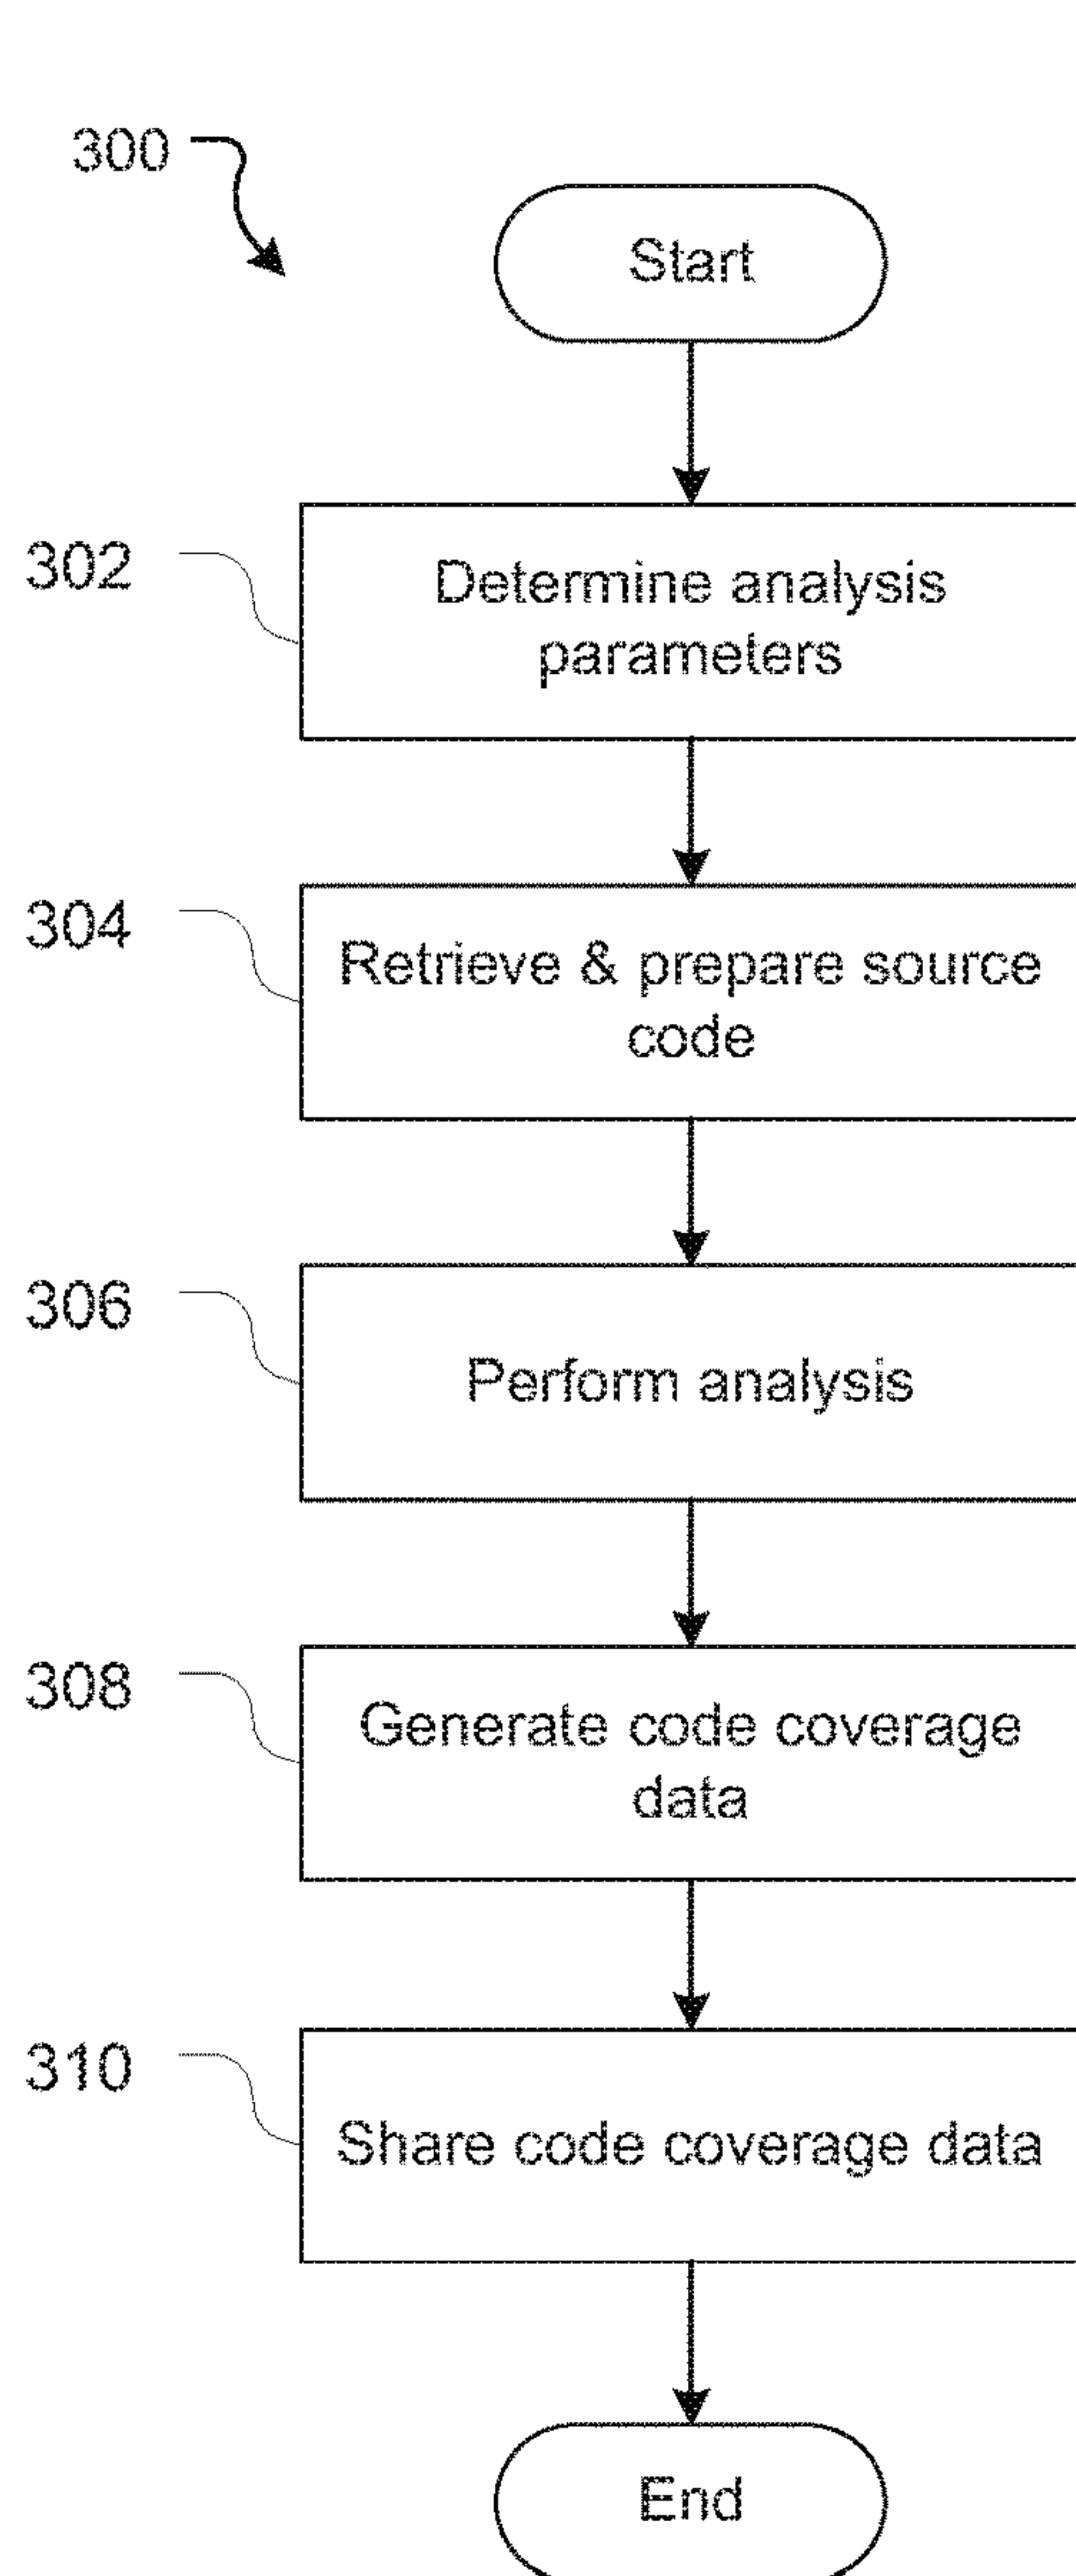 300
Start
302
Determine analysis
parameters
304
Retrieve & prepare source
code
306
Perform analysis
308
Generate code coverage
data
310
Share code coverage data
End